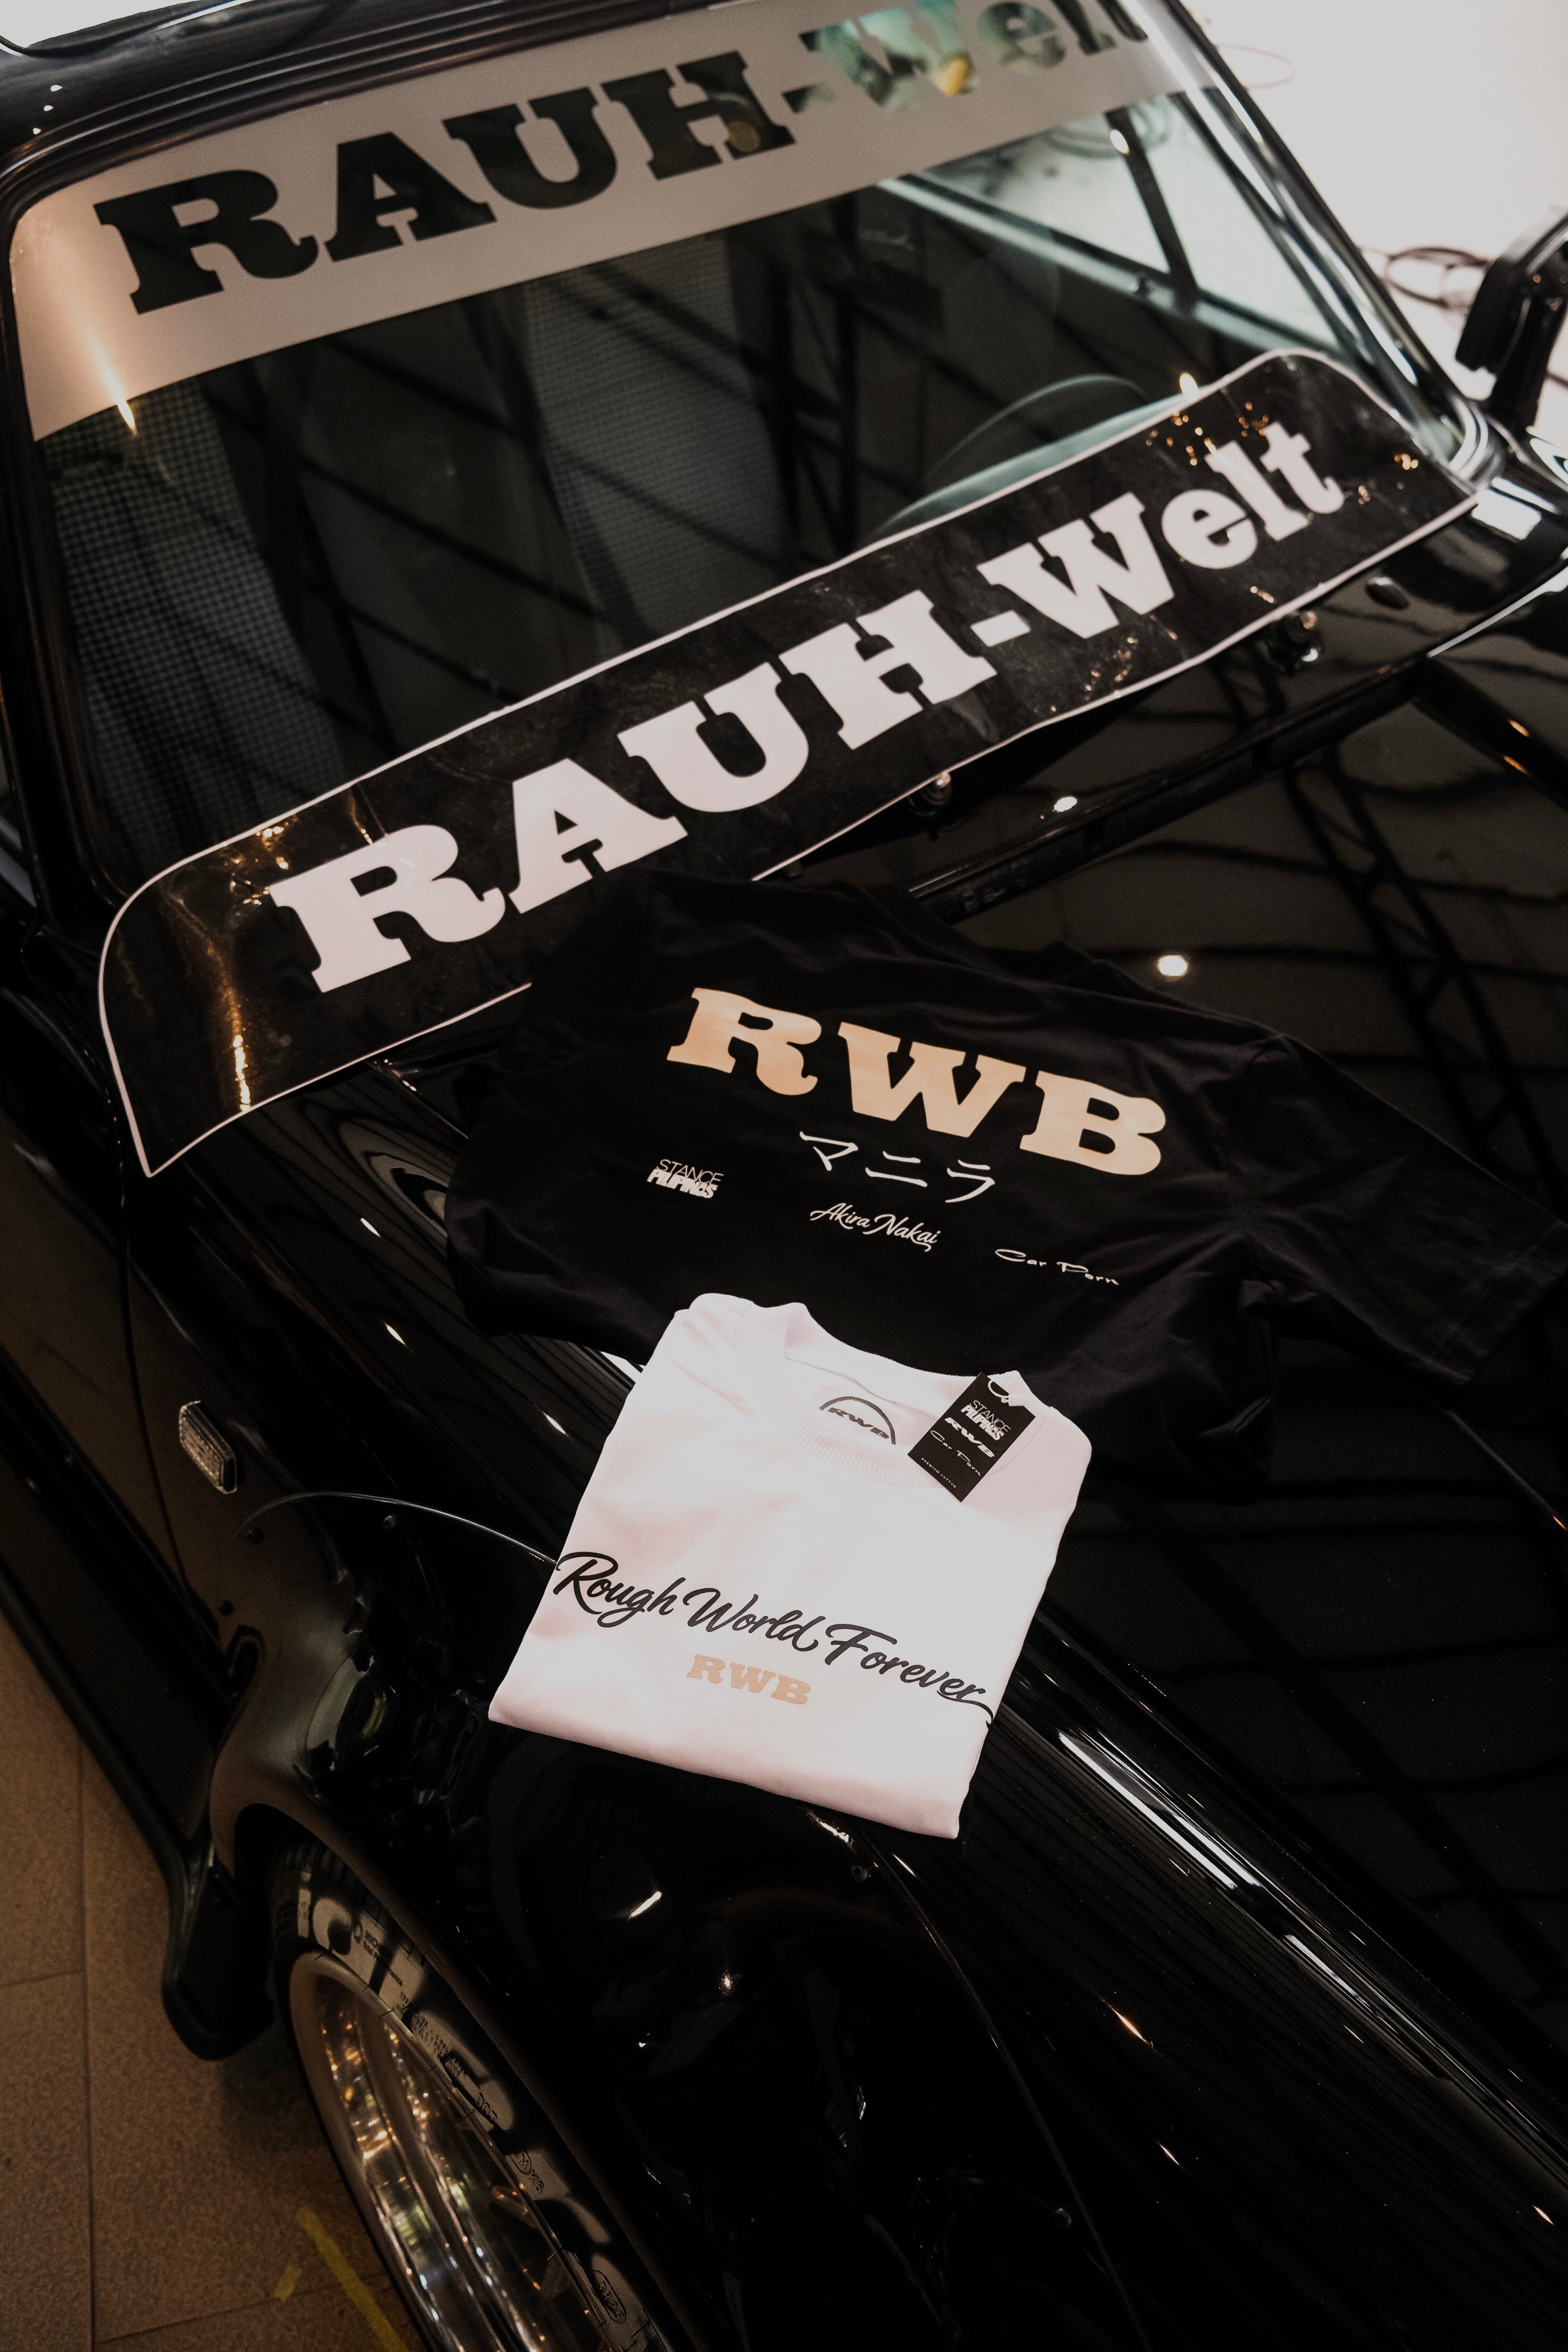 RAUH-Welt
RAUH-Welt
RWB
マニラ
STANCE
PILIPINAS
Akira Nakai
Car Porn
RWB
STANCE
PILIPINAS
RWB
Car Porn
Rough World Forever
RWB